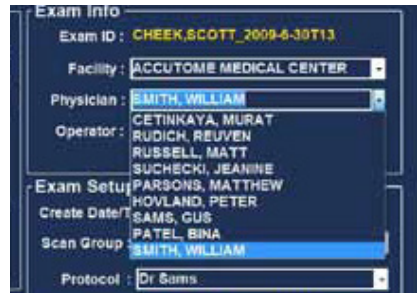 Exam Info
Exam ID : CHEEK,SCOTT_2009-6-30T13
Facility : ACCUTOME MEDICAL CENTER
Physician : SMITH, WILLIAM
CETINKAYA, MURAT
Operator : RUDICH, REUVEN
RUSSELL, MATT
SUCHECKI, JEANINE
Exam Setu PARSONS, MATTHEW
HOVLAND, PETER
Create Date/T SAMS, GUS
PATEL, BINA
Scan Group : SMITH, WILLIAM
Protocol : Dr Sams